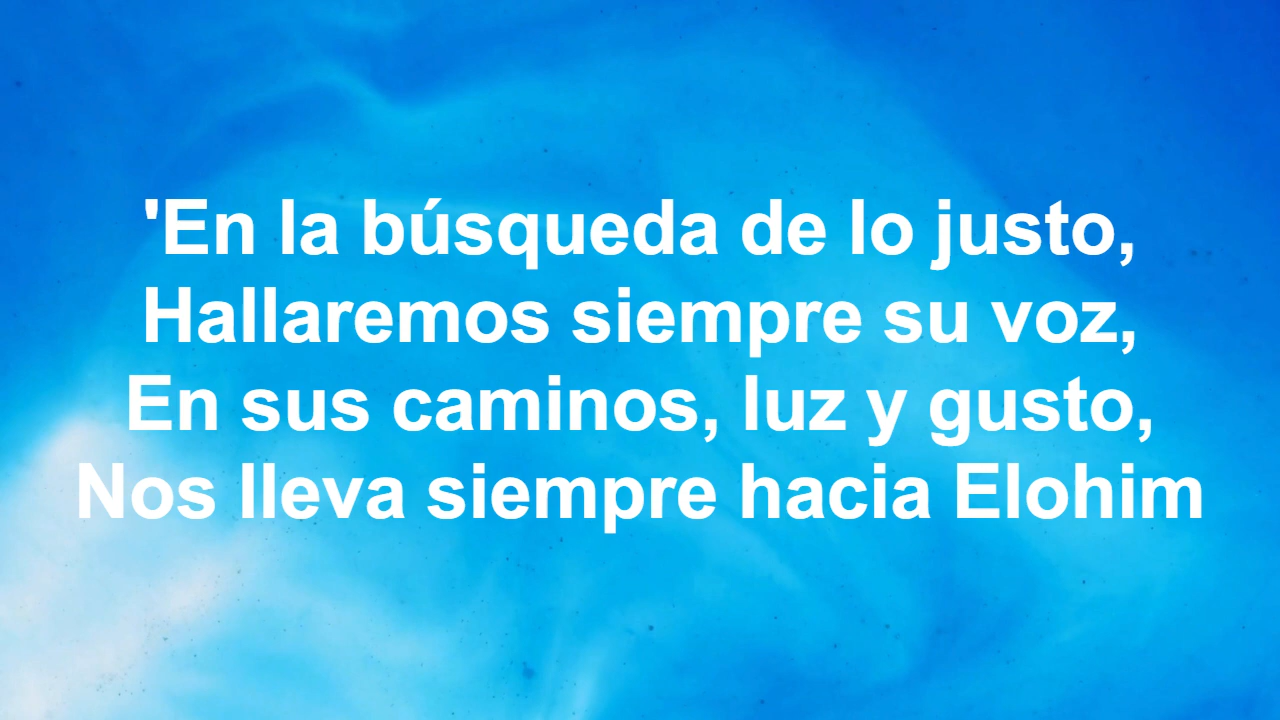 'En la búsqueda de lo justo,
Hallaremos siempre su voz,
En sus caminos, luz y gusto,
Nos lleva siempre hacia Elohim